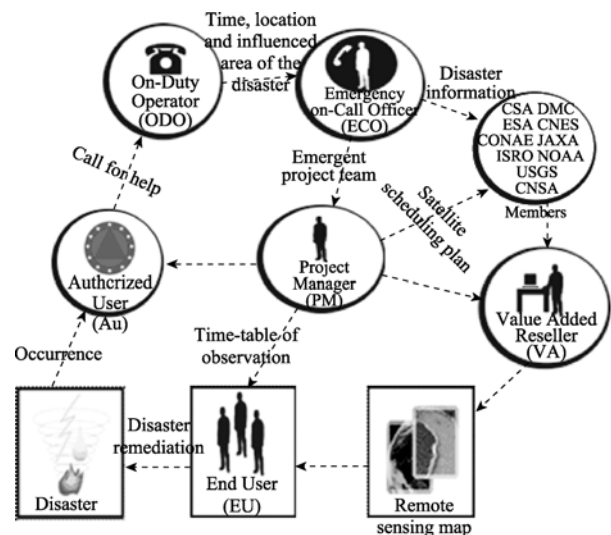 Time, location
and influenced
area of the
disaster
On-Duty
Operator
(ODO)
Emergency
on-Call Officer
(ECO)
Disaster
information
CSA DMC
ESA CNES
CONAE JAXA
ISRO NOAA
USGS
CNSA
Members
Call for help
Emergent
project team
Satellite
scheduling plan
Authcrized
User
(Au)
Project
Manager
(PM)
Value Added
Reseller
(VA)
Occurrence
Time-table of
observation
Disaster
remediation
Disaster
End User
(EU)
Remote
sensing map